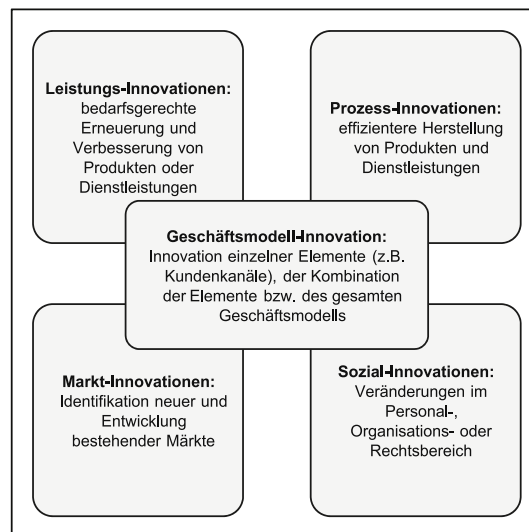 Leistungs-Innovationen:
bedarfsgerechte
Erneuerung und
Verbesserung von
Produkten oder
Dienstleistungen
Prozess-Innovationen:
effizientere Herstellung
von Produkten und
Dienstleistungen
Geschäftsmodell-Innovation:
Innovation einzelner Elemente (z.B.
Kundenkanäle), der Kombination
der Elemente bzw. des gesamten
Geschäftsmodells
Markt-Innovationen:
Identifikation neuer und
Entwicklung
bestehender Märkte
Sozial-Innovationen:
Veränderungen im
Personal-,
Organisations- oder
Rechtsbereich